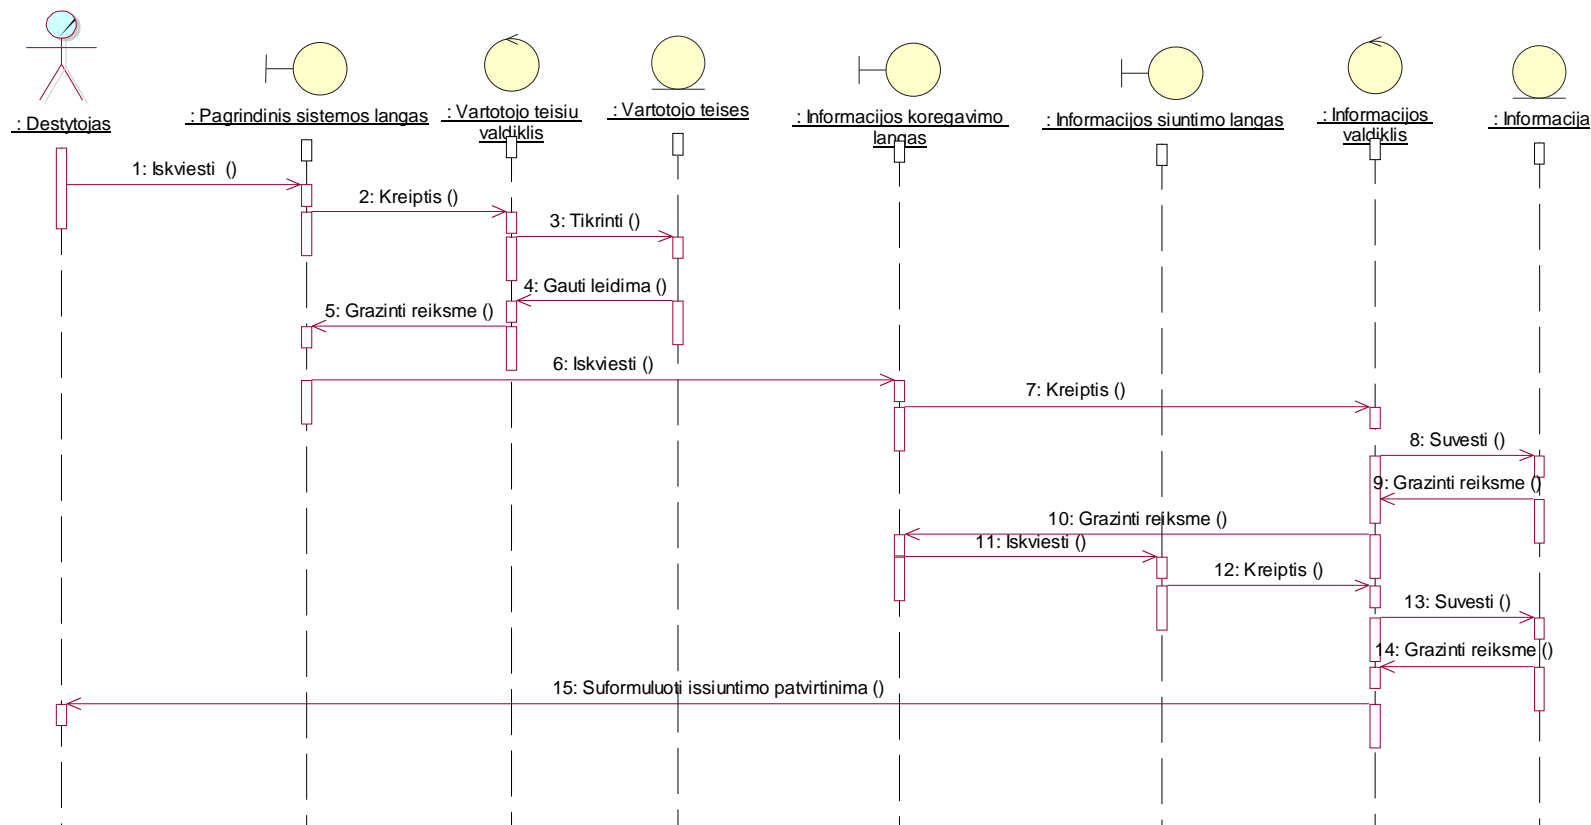 : Destytojas
: Pagrindinis sistemos langas
: Vartotojo teisiu
valdiklis
: Vartotojo teises
: Informacijos koregavimo
langas
: Informacijos siuntimo langas
: Informacijos
valdiklis
: Informacija
1: Iskviesti ()
2: Kreiptis ()
3: Tikrinti ()
4: Gauti leidima ()
5: Grazinti reiksme ()
6: Iskviesti ()
7: Kreiptis ()
8: Suvesti ()
9: Grazinti reiksme ()
10: Grazinti reiksme ()
11: Iskviesti ()
12: Kreiptis ()
13: Suvesti ()
14: Grazinti reiksme ()
15: Suformuluoti issiuntimo patvirtinima ()